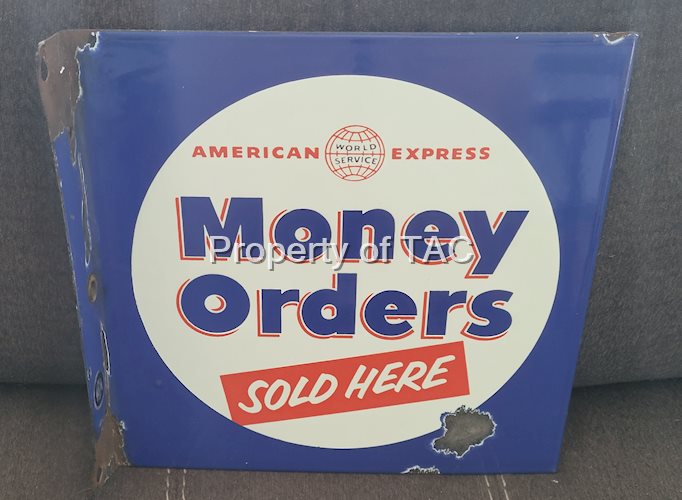 AMERICAN WORLD SERVICE EXPRESS
Money
Property of TAC
Orders
SOLD HERE